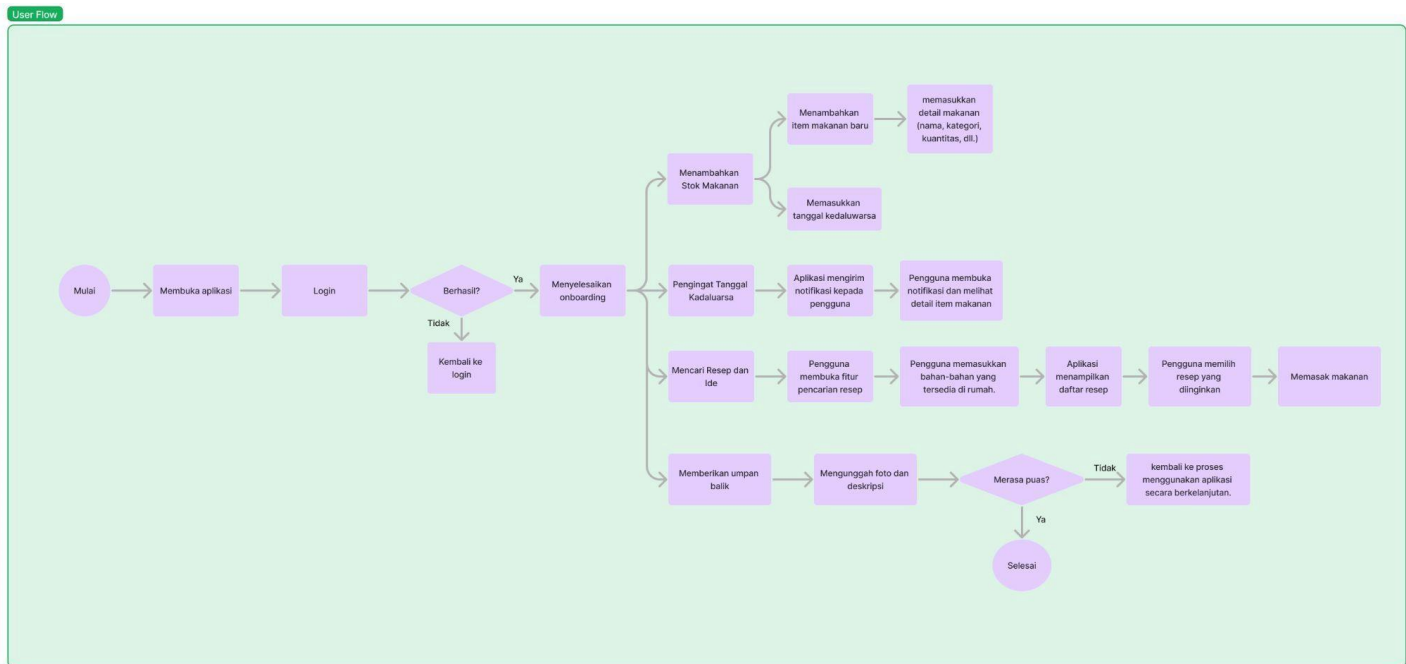 User Flow
Mulai
Membuka aplikasi
Login
Berhasil?
Ya
Tidak
Kembali ke
login
Menyelesaikan
onboarding
Menambahkan
Stok Makanan
Menambahkan
item makanan baru
memasukkan
detail makanan
(nama, kategori,
kuantitas, dll.)
Memasukkan
tanggal kedaluwarsa
Pengingat Tanggal
Kadaluarsa
Aplikasi mengirim
notifikasi kepada
pengguna
Pengguna membuka
notifikasi dan melihat
detail item makanan
Mencari Resep dan
Ide
Pengguna
membuka fitur
pencarian resep
Pengguna memasukkan
bahan-bahan yang
tersedia di rumah.
Aplikasi
menampilkan
daftar resep
Pengguna memilih
resep yang
diinginkan
Memasak makanan
Memberikan umpan
balik
Mengunggah foto dan
deskripsi
Merasa puas?
Tidak
kembali ke proses
menggunakan aplikasi
secara berkelanjutan.
Ya
Selesai